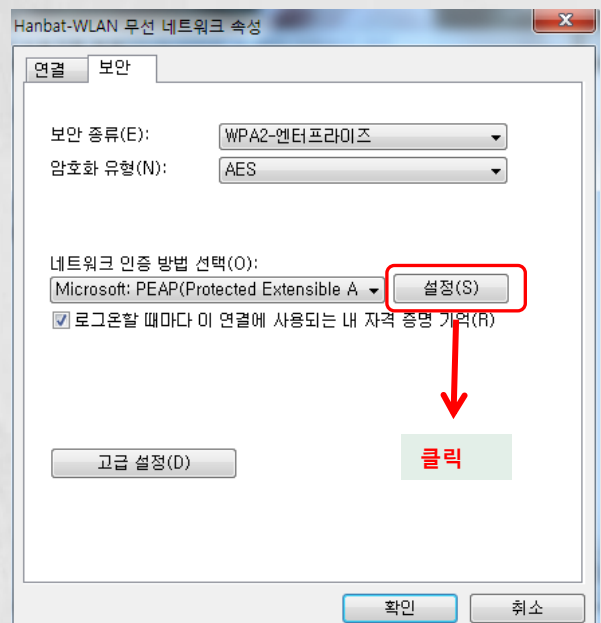 Hanbat-WLAN 무선 네트워크 속성
연결 보안
보안 종류(E): WPA2-엔터프라이즈
암호화 유형(N): AES
네트워크 인증 방법 선택(O):
Microsoft: PEAP(Protected Extensible A 설정(S)
로그온할 때마다 이 연결에 사용되는 내 자격 증명 기억(R)
고급 설정(D) 클릭
확인 취소